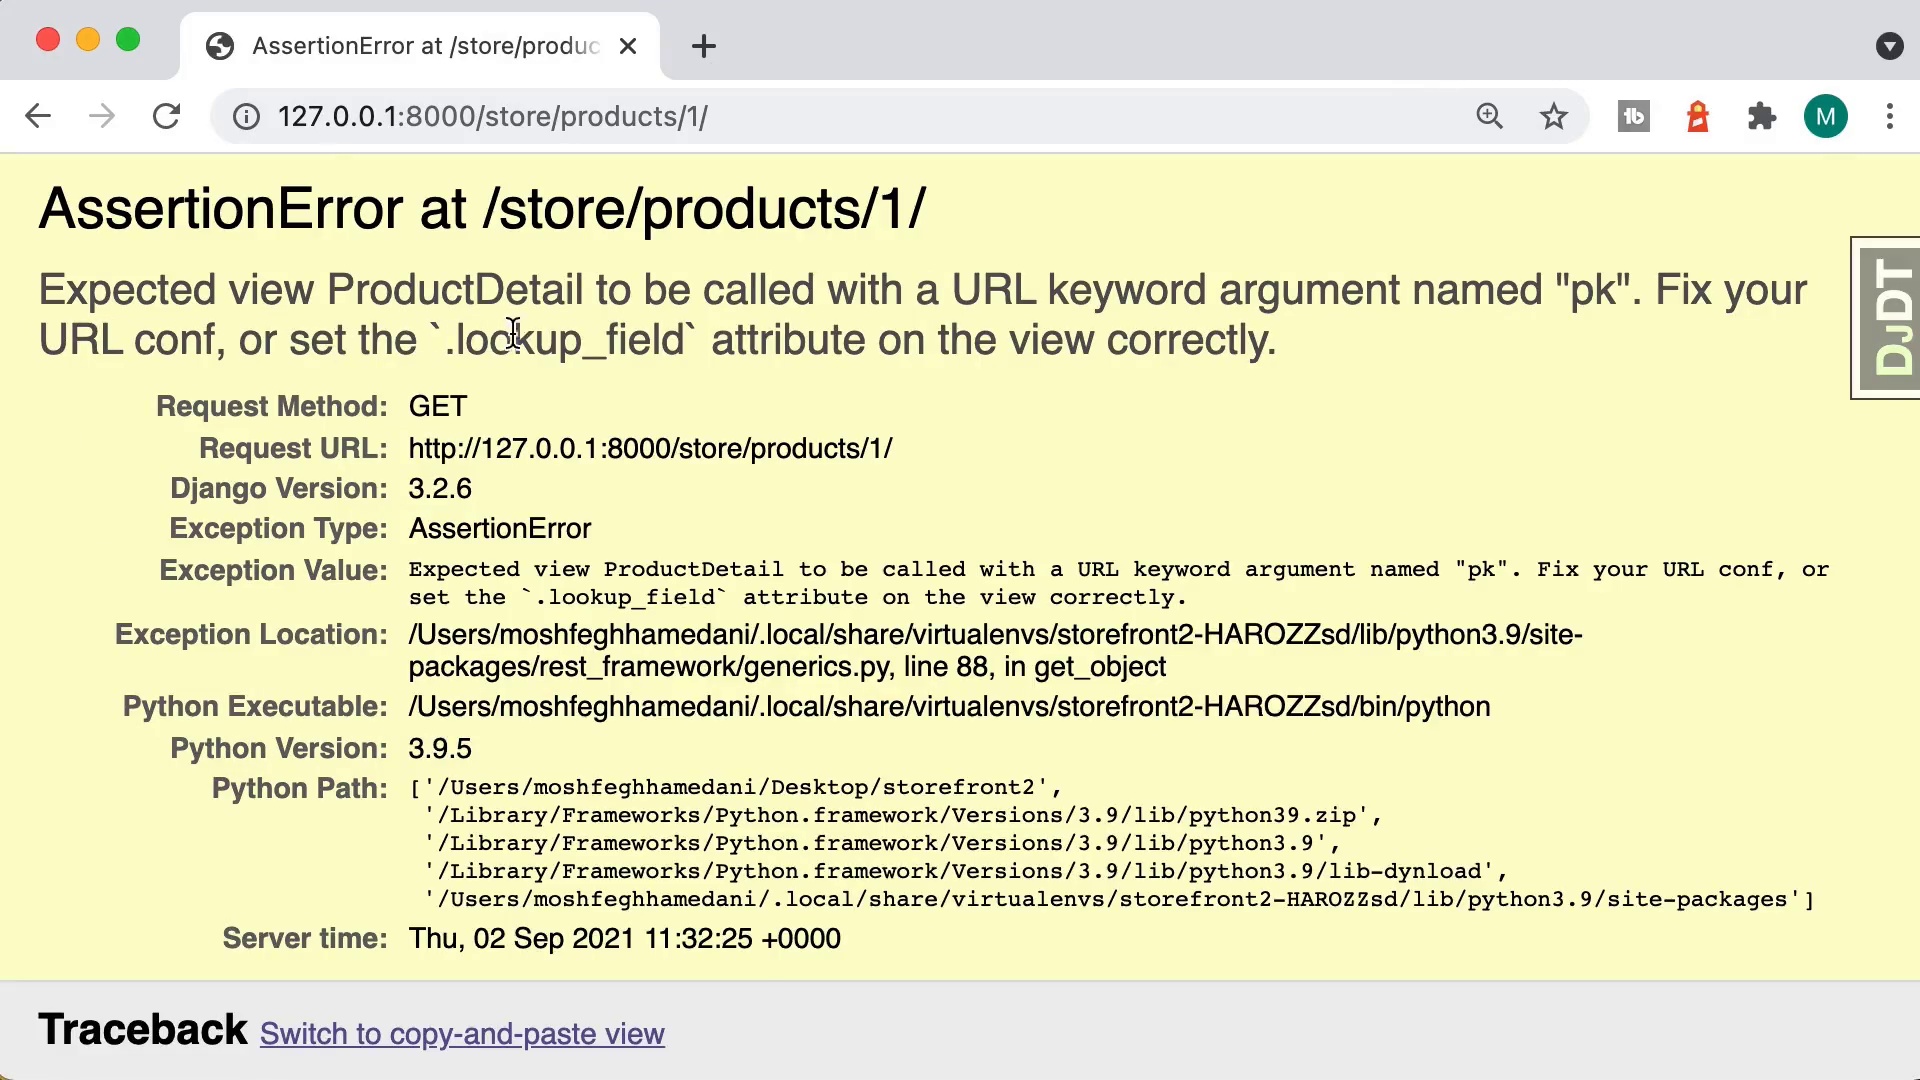 AssertionError at /store/produc
127.0.0.1:8000/store/products/1/
M
AssertionError at /store/products/1/
Expected view ProductDetail to be called with a URL keyword argument named "pk". Fix your
URL conf, or set the `.lookup_field` attribute on the view correctly.
DJDT
Request Method: GET
Request URL: http://127.0.0.1:8000/store/products/1/
Django Version: 3.2.6
Exception Type: AssertionError
Exception Value: Expected view ProductDetail to be called with a URL keyword argument named "pk". Fix your URL conf, or
set the `.lookup_field` attribute on the view correctly.
Exception Location: /Users/moshfeghhamedani/.local/share/virtualenvs/storefront2-HAROZZsd/lib/python3.9/site-
packages/rest_framework/generics.py, line 88, in get_object
Python Executable: /Users/moshfeghhamedani/.local/share/virtualenvs/storefront2-HAROZZsd/bin/python
Python Version: 3.9.5
Python Path: ['/Users/moshfeghhamedani/Desktop/storefront2',
'/Library/Frameworks/Python.framework/Versions/3.9/lib/python39.zip',
'/Library/Frameworks/Python.framework/Versions/3.9/lib/python3.9',
'/Library/Frameworks/Python.framework/Versions/3.9/lib/python3.9/lib-dynload',
'/Users/moshfeghhamedani/.local/share/virtualenvs/storefront2-HAROZZsd/lib/python3.9/site-packages']
Server time: Thu, 02 Sep 2021 11:32:25 +0000
Traceback Switch to copy-and-paste view